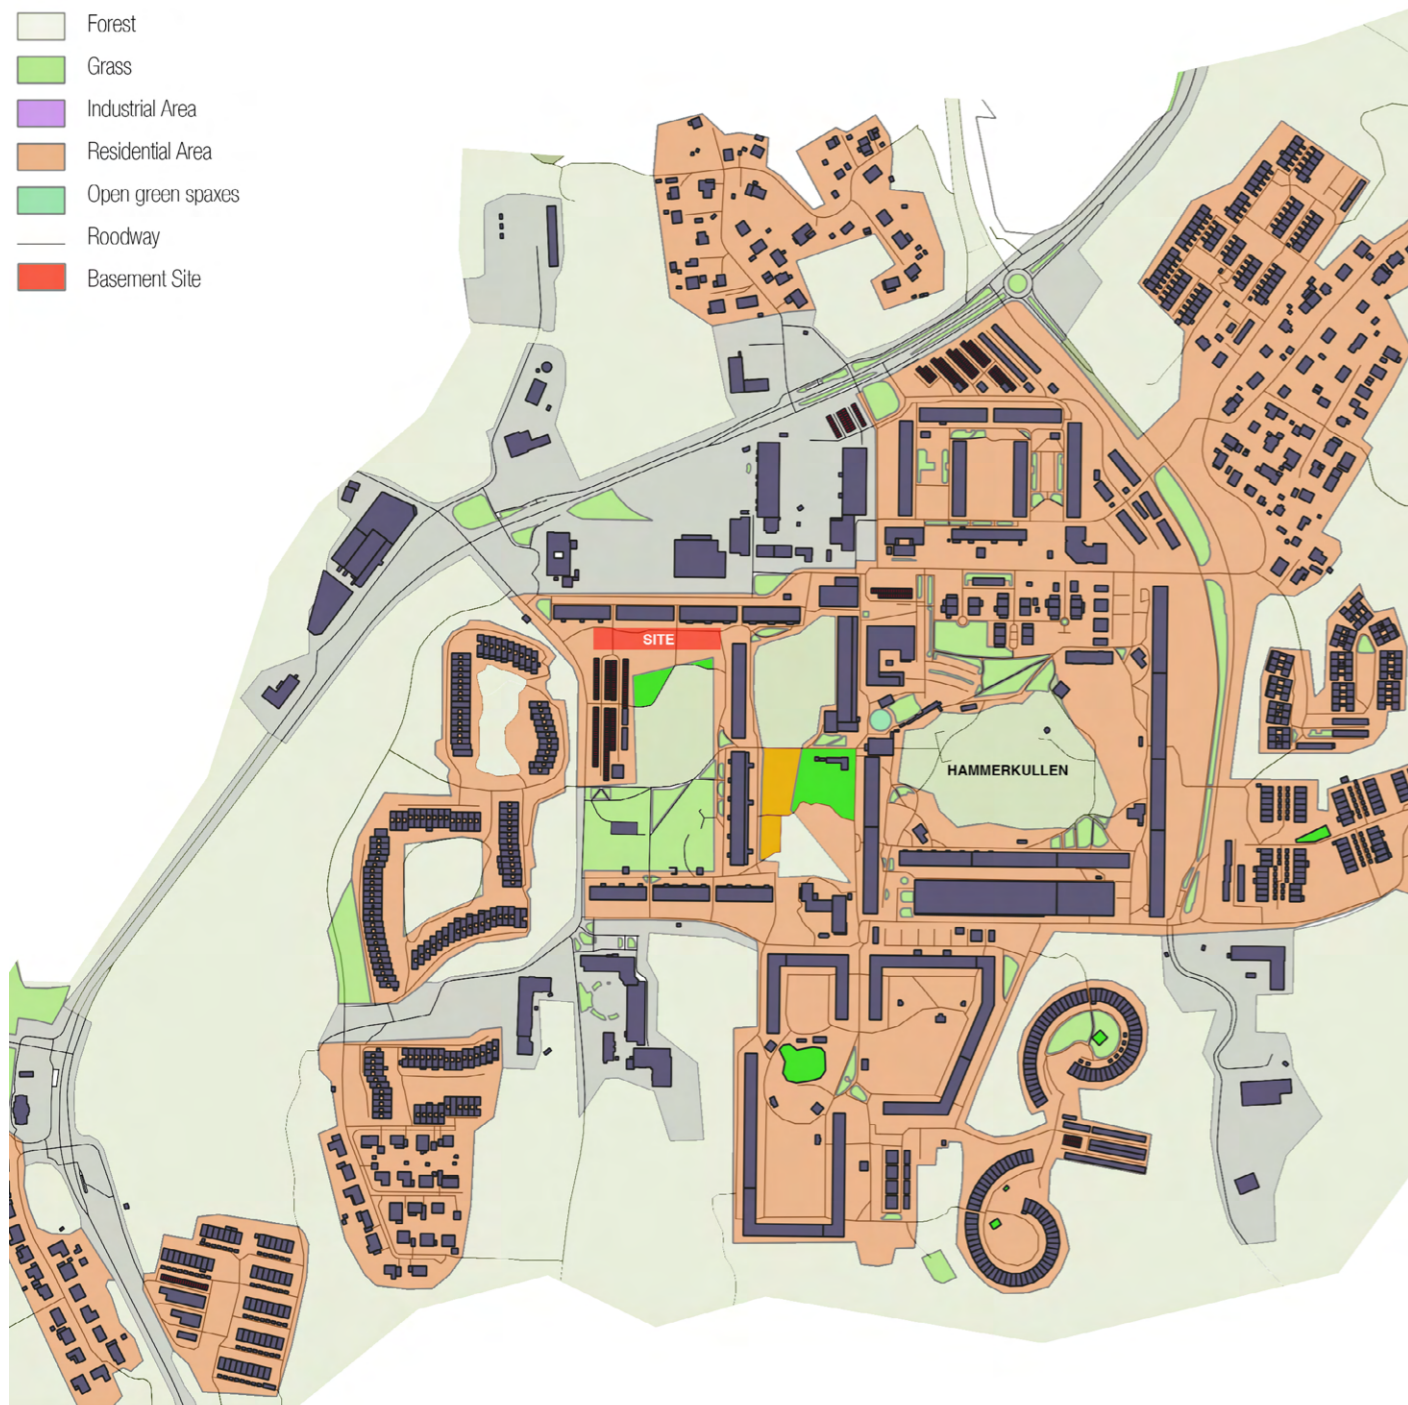 Forest
Grass
Industrial Area
Residential Area
Open green spaxes
Roodway
Basement Site
SITE
HAMMERKULLEN